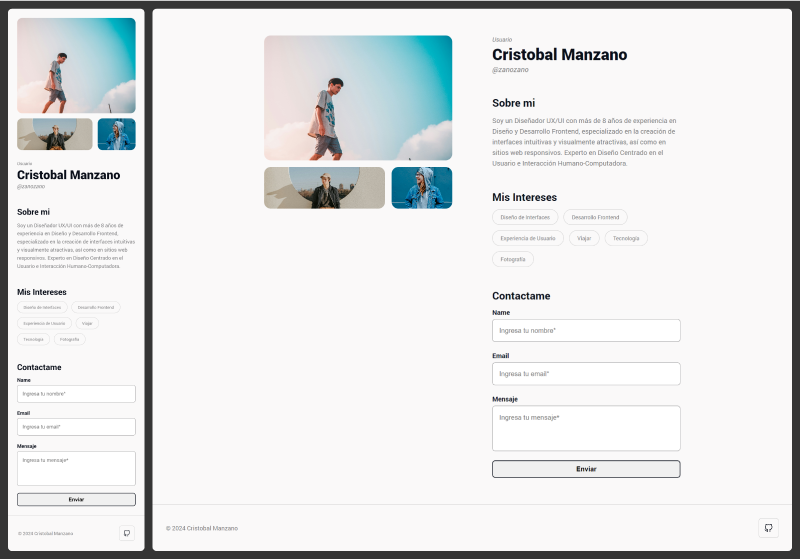 Usuario
Cristobal Manzano
@zanozano
Sobre mi
Soy un Diseñador UX/UI con más de 8 años de
experiencia en Diseño y Desarrollo Frontend,
especializado en la creación de interfaces intuitivas
y visualmente atractivas, así como en sitios web
responsivos. Experto en Diseño Centrado en el
Usuario e Interacción Humano-Computadora.
Mis Intereses
Diseño de Interfaces
Desarrollo Frontend
Experiencia de Usuario
Viajar
Tecnología
Fotografía
Contactame
Name
Ingresa tu nombre*
Email
Ingresa tu email*
Mensaje
Ingresa tu mensaje*
Enviar
© 2024 Cristobal Manzano
Usuario
Cristobal Manzano
@zanozano
Sobre mí
Soy un Diseñador UX/UI con más de 8 años de experiencia en
Diseño y Desarrollo Frontend, especializado en la creación de
interfaces intuitivas y visualmente atractivas, así como en
sitios web responsivos. Experto en Diseño Centrado en el
Usuario e Interacción Humano-Computadora.
Mis Intereses
Diseño de Interfaces
Desarrollo Frontend
Experiencia de Usuario
Viajar
Tecnología
Fotografía
Contactame
Name
Ingresa tu nombre*
Email
Ingresa tu email*
Mensaje
Ingresa tu mensaje*
Enviar
© 2024 Cristobal Manzano